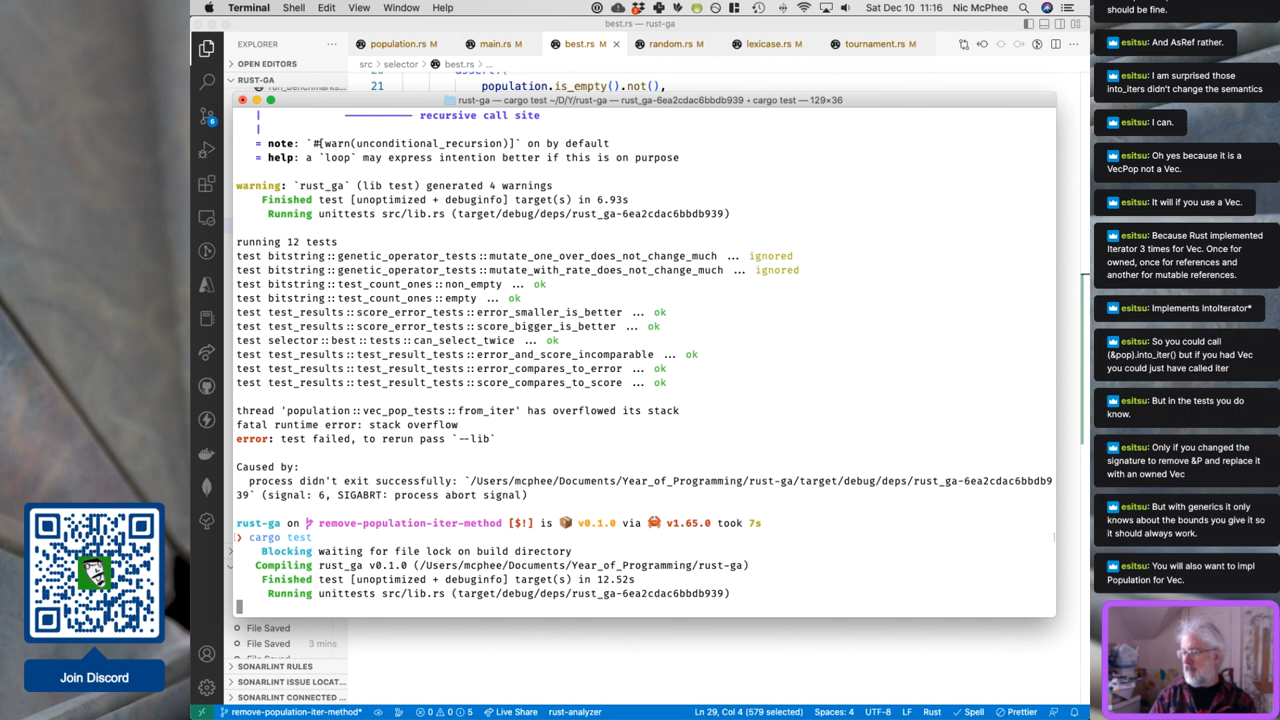 Terminal Shell Edit View Window Help
Sat Dec 10 11:16 Nic McPhee
best.rs — rust-ga
EXPLORER
population.rs M main.rs M best.rs M random.rs M lexicase.rs M tournament.rs M
OPEN EDITORS
src > selector > best.rs > ...
RUST-GA
21 population.is_empty().not(),
rust-ga — cargo test ~/D/Y/rust-ga — rust_ga-6ea2cdac6bbdb939 • cargo test — 129×36
recursive call site
= note: `#[warn(unconditional_recursion)]` on by default
= help: a `loop` may express intention better if this is on purpose
warning: `rust_ga` (lib test) generated 4 warnings
Finished test [unoptimized + debuginfo] target(s) in 6.93s
Running unittests src/lib.rs (target/debug/deps/rust_ga-6ea2cdac6bbdb939)
running 12 tests
test bitstring::genetic_operator_tests::mutate_one_over_does_not_change_much ... ignored
test bitstring::genetic_operator_tests::mutate_with_rate_does_not_change_much ... ignored
test bitstring::test_count_ones::non_empty ... ok
test bitstring::test_count_ones::empty ... ok
test test_results::score_error_tests::error_smaller_is_better ... ok
test test_results::score_error_tests::score_bigger_is_better ... ok
test selector::best::tests::can_select_twice ... ok
test test_results::test_result_tests::error_and_score_incomparable ... ok
test test_results::test_result_tests::error_compares_to_error ... ok
test test_results::test_result_tests::score_compares_to_score ... ok
thread 'population::vec_pop_tests::from_iter' has overflowed its stack
fatal runtime error: stack overflow
error: test failed, to rerun pass `--lib`
Caused by:
process didn't exit successfully: `/Users/mcphee/Documents/Year_of_Programming/rust-ga/target/debug/deps/rust_ga-6ea2cdac6bbdb9
39` (signal: 6, SIGABRT: process abort signal)
rust-ga on remove-population-iter-method [$!] is v0.1.0 via v1.65.0 took 7s
❯ cargo test
Blocking waiting for file lock on build directory
Compiling rust_ga v0.1.0 (/Users/mcphee/Documents/Year_of_Programming/rust-ga)
Finished test [unoptimized + debuginfo] target(s) in 12.52s
Running unittests src/lib.rs (target/debug/deps/rust_ga-6ea2cdac6bbdb939)
File Saved
File Saved 3 mins
SONARLINT RULES
SONARLINT ISSUE LOCAT...
SONARLINT CONNECTED ...
remove-population-iter-method* 0 0 5 Live Share rust-analyzer
Ln 29, Col 4 (579 selected) Spaces: 4 UTF-8 LF Rust Spell Prettier
6
Join Discord
should be fine.
esitsu: And AsRef rather.
esitsu: I am surprised those
into_iters didn't change the semantics
esitsu: I can.
esitsu: Oh yes because it is a
VecPop not a Vec.
esitsu: It will if you use a Vec.
esitsu: Because Rust implemented
Iterator 3 times for Vec. Once for
owned, once for references and
another for mutable references.
esitsu: Implements IntoIterator*
esitsu: So you could call
(&pop).into_iter() but if you had Vec
you could just have called iter
esitsu: But in the tests you do
know.
esitsu: Only if you changed the
signature to remove &P and replace it
with an owned Vec
esitsu: But with generics it only
knows about the bounds you give it so
it should always work.
esitsu: You will also want to impl
Population for Vec.